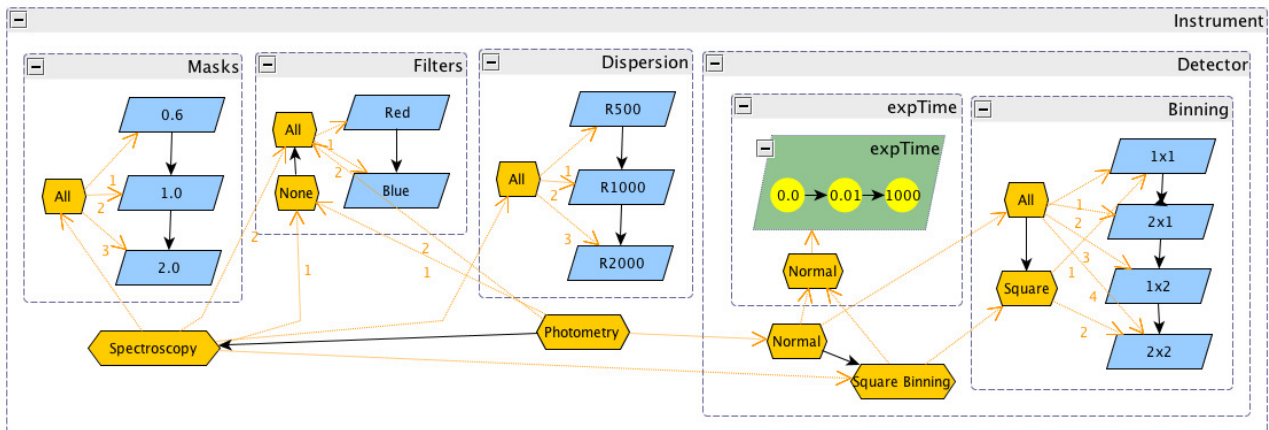 Instrument
Masks
Filters
Dispersion
Detector
0.6
1.0
2.0
All
1
2
3
All
None
Red
Blue
1
2
R500
R1000
R2000
All
1
2
3
expTime
expTime
0.0
0.01
1000
Normal
Binning
1x1
2x1
1x2
2x2
All
Square
1
2
3
4
1
2
2
1
2
1
Spectroscopy
Photometry
Normal
Square Binning